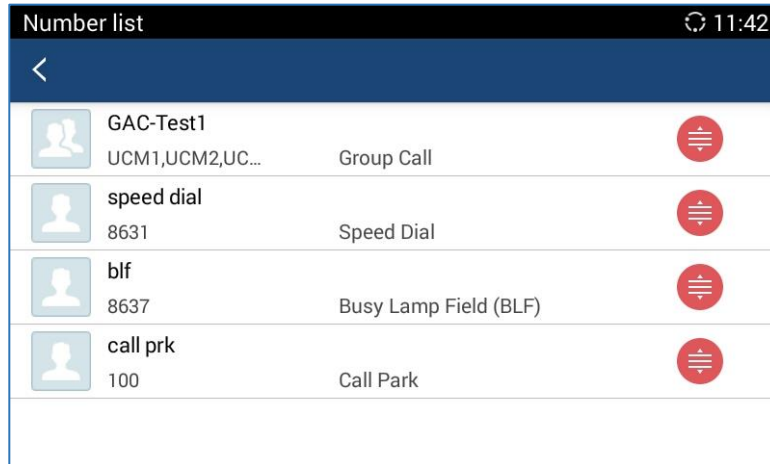 Number list 11:42
GAC-Test1
UCM1,UCM2,UC... Group Call
speed dial
8631 Speed Dial
blf
8637 Busy Lamp Field (BLF)
call prk
100 Call Park